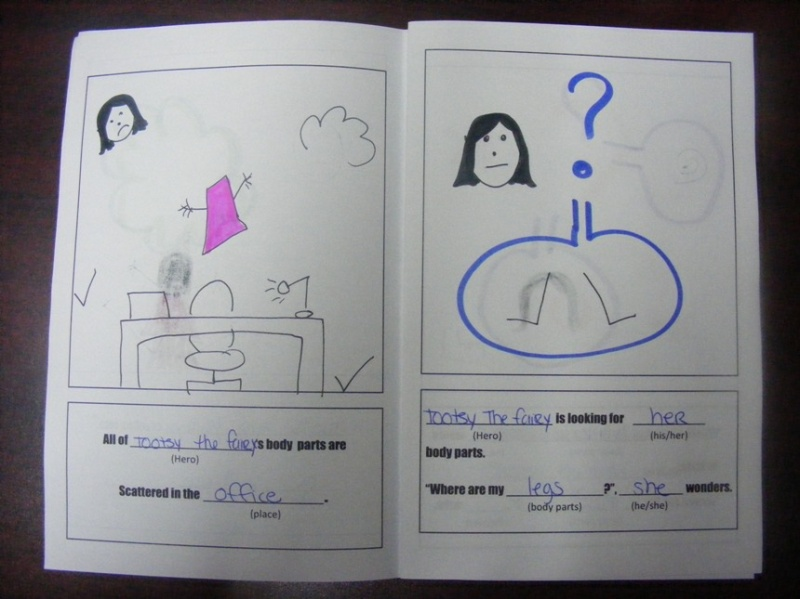 All of Tootsy the fairy's body parts are
(Hero)
Scattered in the office.
(place)
?
Tootsy The fairy is looking for her
(Hero) (his/her)
body parts.
"Where are my legs?". she wonders.
(body parts) (he/she)